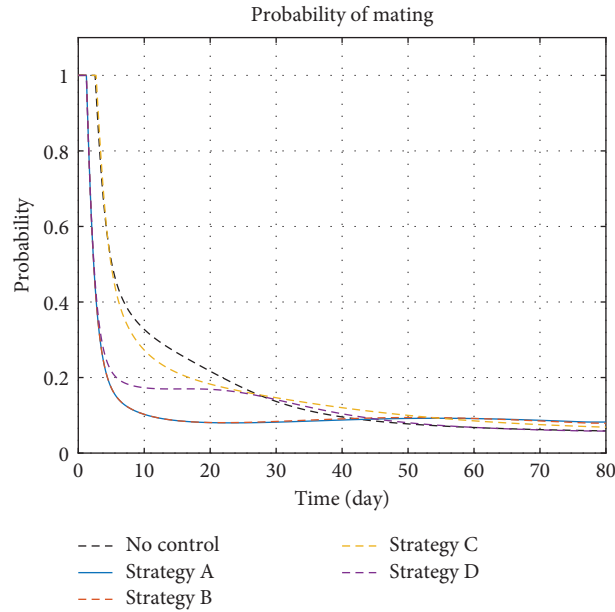 Probability of mating
1
0.8
0.6
0.4
0.2
0
Probability
0 10 20 30 40 50 60 70 80
Time (day)
No control
Strategy A
Strategy B
Strategy C
Strategy D